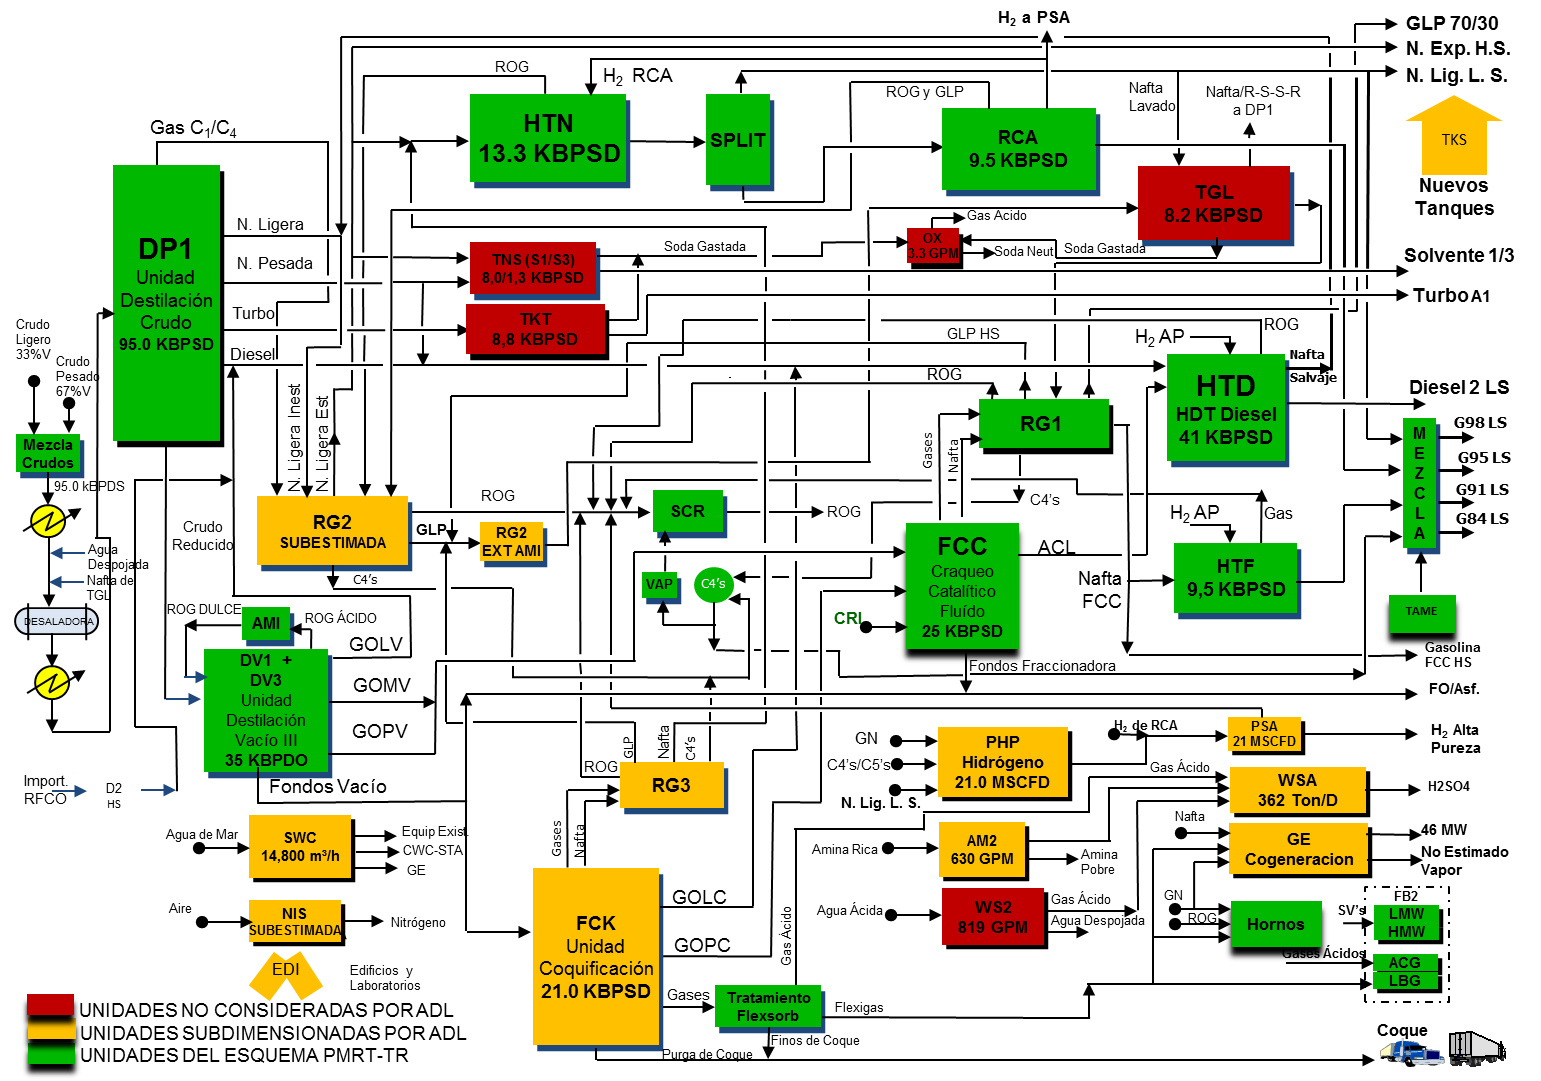 H2 a PSA
GLP 70/30
N. Exp. H.S.
N. Lig. L. S.
TKS
Nuevos
Tanques
ROG
H2 RCA
HTN
13.3 KBPSD
SPLIT
ROG y GLP
RCA
9.5 KBPSD
Nafta
Lavado
Nafta/R-S-S-R
a DP1
TGL
8.2 KBPSD
Gas C1/C4
DP1
Unidad
Destilación
Crudo
95.0 KBPSD
N. Ligera
N. Pesada
Turbo
Diesel
TNS (S1/S3)
8,0/1,3 KBPSD
TKT
8,8 KBPSD
Soda Gastada
OX
3.3 GPM
Gas Acido
Soda Neut
Soda Gastada
Solvente 1/3
Turbo A1
Crudo
Ligero
33%V
Crudo
Pesado
67%V
Mezcla
Crudos
95.0 kBPDS
Agua
Despojada
Nafta de
TGL
DESALADORA
GLP HS
ROG
H2 AP
ROG
Nafta
Salvaje
HTD
HDT Diesel
41 KBPSD
Diesel 2 LS
RG1
Gases
Nafta
C4's
M
E
Z
C
L
A
G98 LS
G95 LS
G91 LS
G84 LS
TAME
N. Ligera Inest
N. Ligera Est
RG2
SUBESTIMADA
C4's
ROG
GLP
RG2
EXT AMI
SCR
ROG
VAP
C4's
FCC
Craqueo
Catalítico
Fluído
25 KBPSD
CRI
ACL
H2 AP
Gas
Nafta
FCC
HTF
9,5 KBPSD
Gasolina
FCC HS
Fondos Fraccionadora
FO/Asf.
Crudo
Reducido
ROG DULCE
AMI
ROG ÁCIDO
DV1 +
DV3
Unidad
Destilación
Vacío III
35 KBPDO
GOLV
GOMV
GOPV
Fondos Vacío
Import.
RFCO
D2
HS
ROG
GLP
Nafta
C4's
RG3
Gases
Nafta
Agua de Mar
SWC
14,800 m3/h
Equip Exist.
CWC-STA
GE
Aire
NIS
SUBESTIMADA
Nitrógeno
EDI
Edificios y
Laboratorios
FCK
Unidad
Coquificación
21.0 KBPSD
GOLC
GOPC
Gases
Tratamiento
Flexsorb
Gas Ácido
Flexigas
Finos de Coque
Purga de Coque
GN
C4's/C5's
N. Lig. L. S.
PHP
Hidrógeno
21.0 MSCFD
H2 de RCA
PSA
21 MSCFD
H2 Alta
Pureza
Gas Ácido
WSA
362 Ton/D
H2SO4
Amina Rica
AM2
630 GPM
Amina
Pobre
Agua Ácida
WS2
819 GPM
Gas Ácido
Agua Despojada
Nafta
GE
Cogeneracion
46 MW
No Estimado
Vapor
GN
ROG
Hornos
FB2
SV's
LMW
HMW
Gases Ácidos
ACG
LBG
Coque
UNIDADES NO CONSIDERADAS POR ADL
UNIDADES SUBDIMENSIONADAS POR ADL
UNIDADES DEL ESQUEMA PMRT-TR